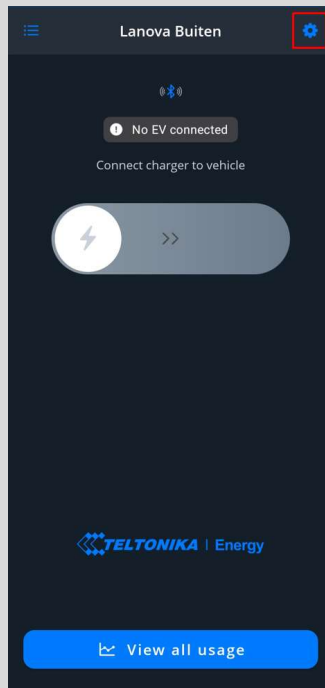 Lanova Buiten
No EV connected
Connect charger to vehicle
TELTONIKA | Energy
View all usage